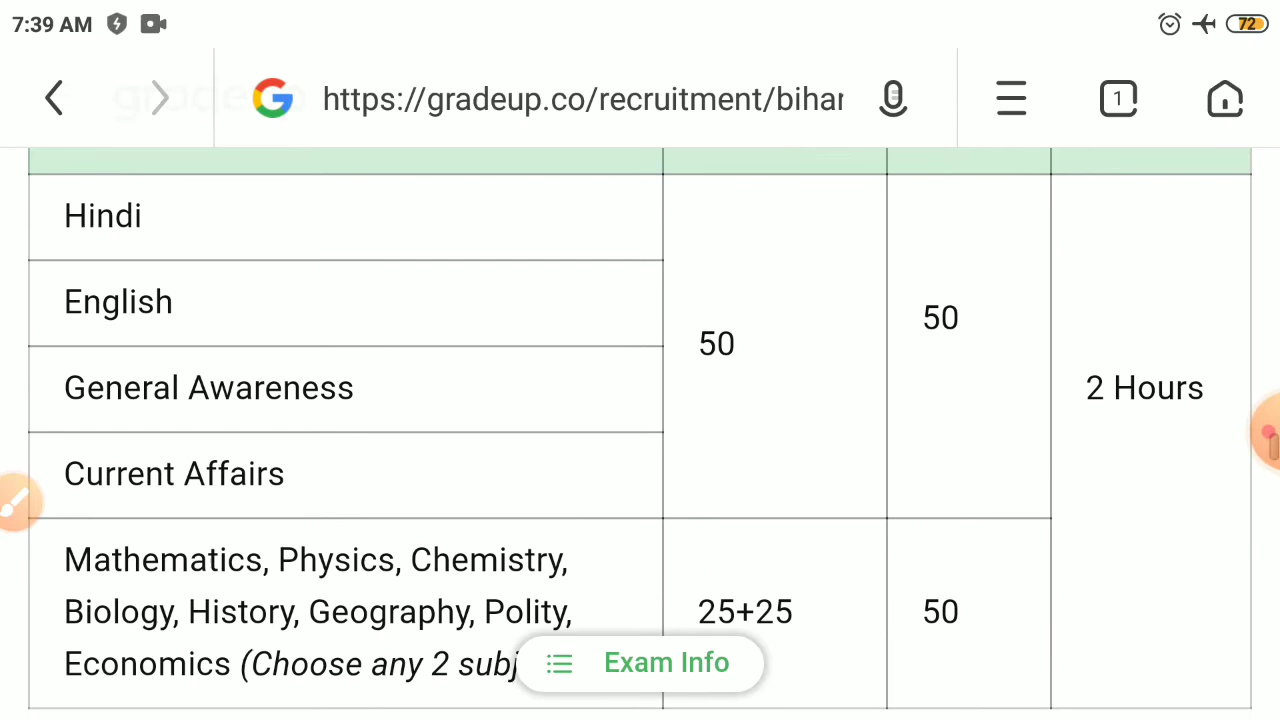 7:39 AM
72
https://gradeup.co/recruitment/bihar
1
Hindi
English
General Awareness
Current Affairs
50
50
2 Hours
Mathematics, Physics, Chemistry,
Biology, History, Geography, Polity,
Economics (Choose any 2 subj
25+25
50
Exam Info